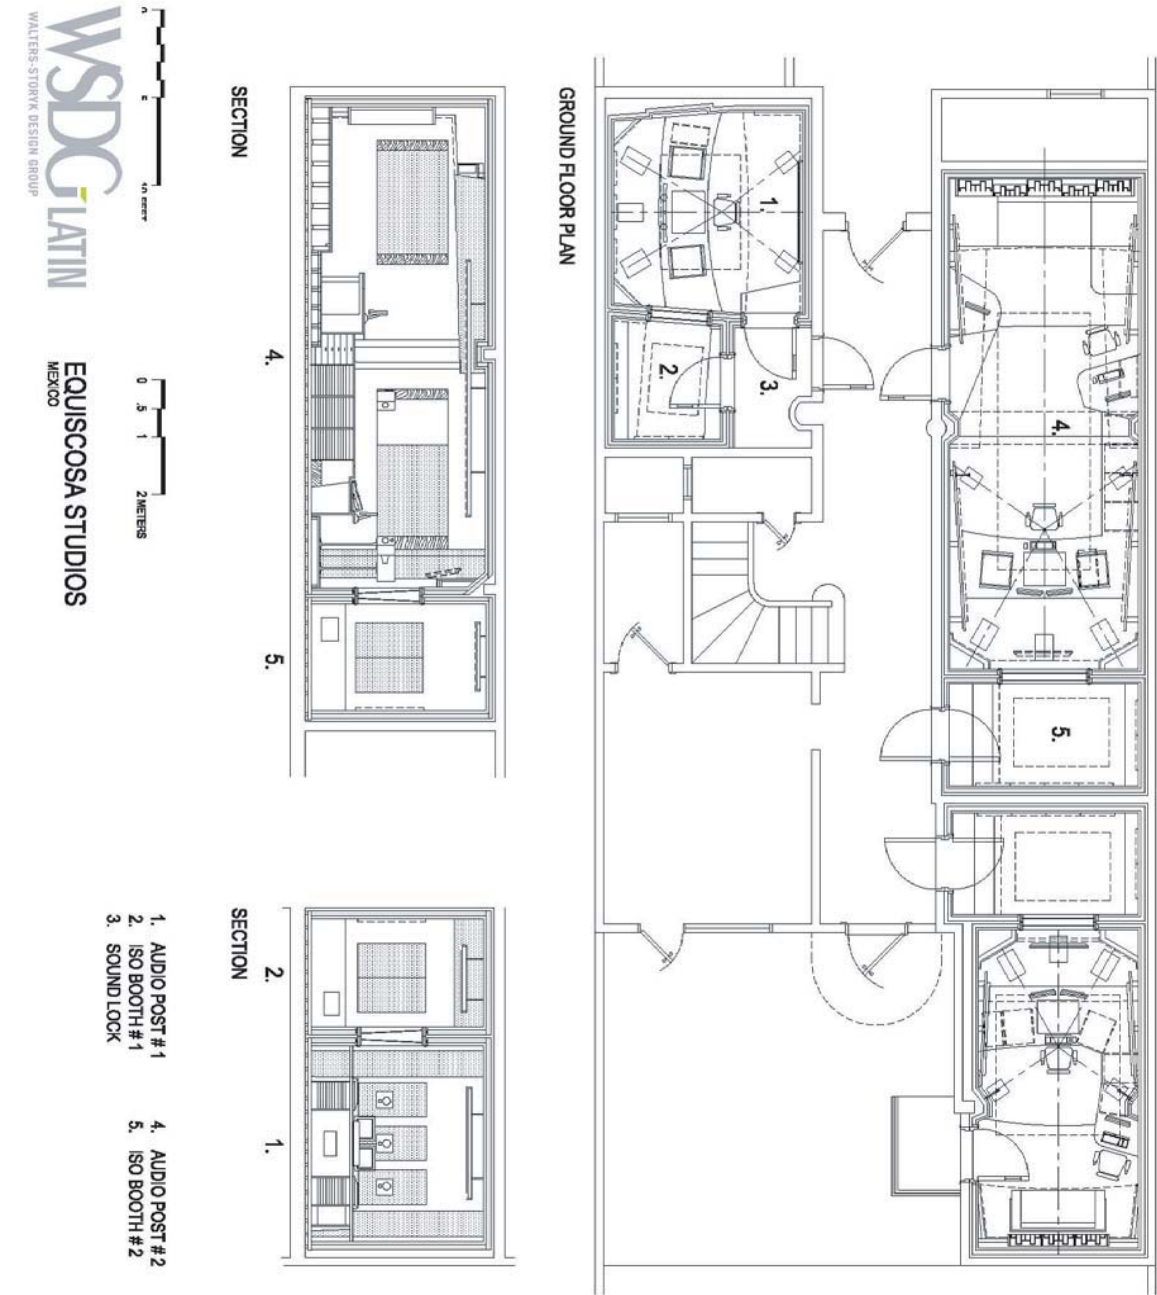 GROUND FLOOR PLAN
1.
2.
3.
4.
5.
SECTION
4.
5.
SECTION
2.
1.
0
5
10 FEET
0
.5
1
2 METERS
WSDG LATIN
WALTERS-STORYK DESIGN GROUP
EQUISCOSA STUDIOS
MEXICO
1. AUDIO POST # 1
2. ISO BOOTH # 1
3. SOUND LOCK
4. AUDIO POST # 2
5. ISO BOOTH # 2